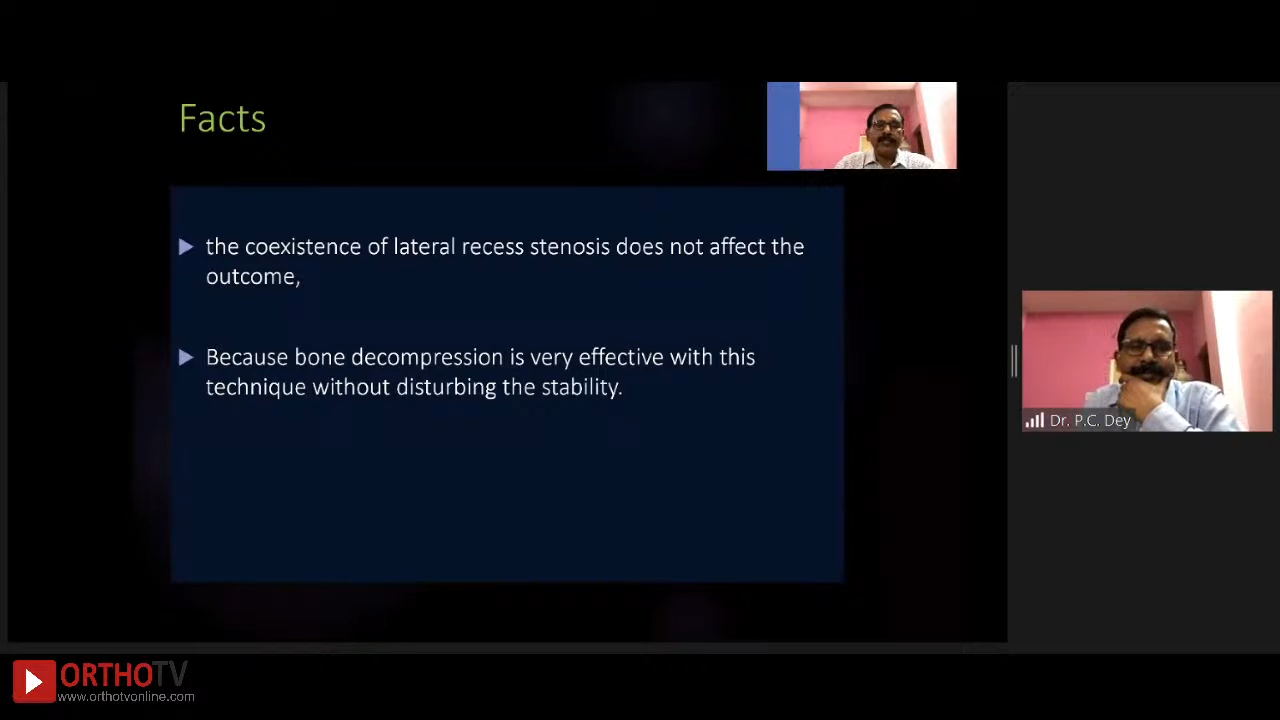 Facts
the coexistence of lateral recess stenosis does not affect the
outcome,
Because bone decompression is very effective with this
technique without disturbing the stability.
Dr. P.C. Dey
ORTHOTV
www.orthotvonline.com